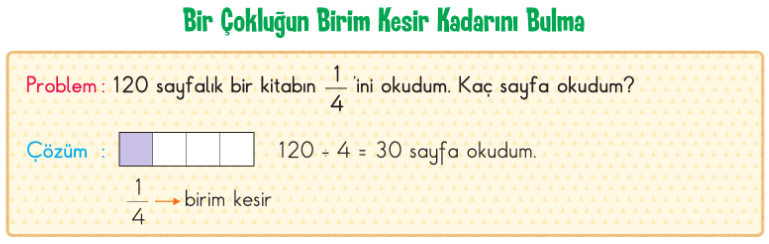 Bir Çokluğun Birim Kesir Kadarını Bulma
Problem : 120 sayfalık bir kitabın 1/4 'ini okudum. Kaç sayfa okudum?
Çözüm : 120 ÷ 4 = 30 sayfa okudum.
1/4 → birim kesir